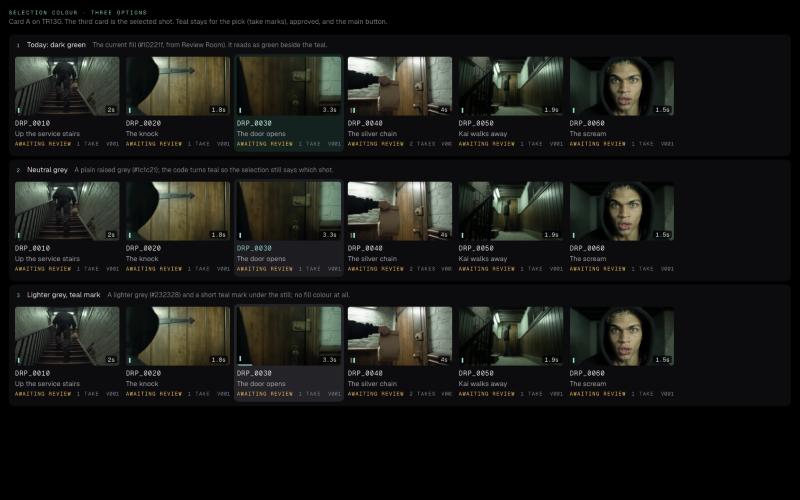 SELECTION COLOUR · THREE OPTIONS
Card A on TR130. The third card is the selected shot. Teal stays for the pick (take marks), approved, and the main button.
1 Today: dark green The current fill (#10221f, from Review Room). It reads as green beside the teal.
2s 1.8s 3.3s 4s 1.9s 1.5s
DRP_0010 DRP_0020 DRP_0030 DRP_0040 DRP_0050 DRP_0060
Up the service stairs The knock The door opens The silver chain Kai walks away The scream
AWAITING REVIEW 1 TAKE V001 AWAITING REVIEW 1 TAKE V001 AWAITING REVIEW 1 TAKE V001 AWAITING REVIEW 2 TAKES AWAITING REVIEW 1 TAKE V001 AWAITING REVIEW 1 TAKE V001
2 Neutral grey A plain raised grey (#1c1c21); the code turns teal so the selection still says which shot.
2s 1.8s 3.3s 4s 1.9s 1.5s
DRP_0010 DRP_0020 DRP_0030 DRP_0040 DRP_0050 DRP_0060
Up the service stairs The knock The door opens The silver chain Kai walks away The scream
AWAITING REVIEW 1 TAKE V001 AWAITING REVIEW 1 TAKE V001 AWAITING REVIEW 1 TAKE V001 AWAITING REVIEW 2 TAKES AWAITING REVIEW 1 TAKE V001 AWAITING REVIEW 1 TAKE V001
3 Lighter grey, teal mark A lighter grey (#232328) and a short teal mark under the still; no fill colour at all.
2s 1.8s 3.3s 4s 1.9s 1.5s
DRP_0010 DRP_0020 DRP_0030 DRP_0040 DRP_0050 DRP_0060
Up the service stairs The knock The door opens The silver chain Kai walks away The scream
AWAITING REVIEW 1 TAKE V001 AWAITING REVIEW 1 TAKE V001 AWAITING REVIEW 1 TAKE V001 AWAITING REVIEW 2 TAKES AWAITING REVIEW 1 TAKE V001 AWAITING REVIEW 1 TAKE V001